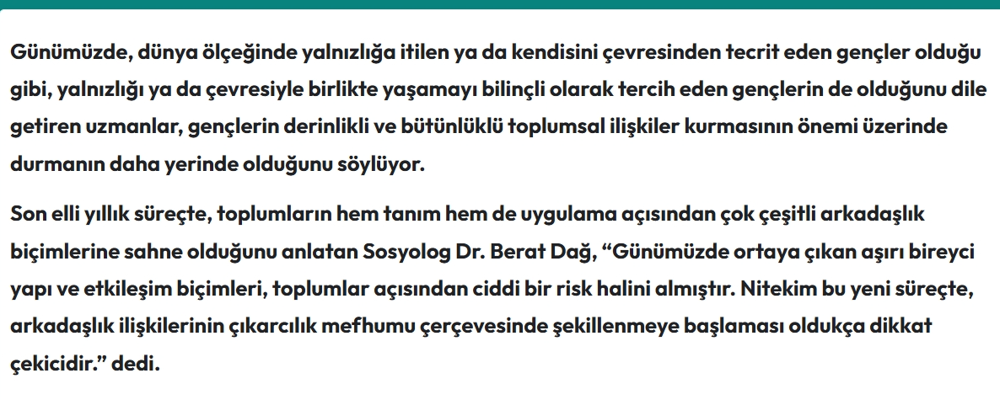 Günümüzde, dünya ölçeğinde yalnızlığa itilen ya da kendisini çevresinden tecrit eden gençler olduğu
gibi, yalnızlığı ya da çevresiyle birlikte yaşamayı bilinçli olarak tercih eden gençlerin de olduğunu dile
getiren uzmanlar, gençlerin derinlikli ve bütünlüklü toplumsal ilişkiler kurmasının önemi üzerinde
durmanın daha yerinde olduğunu söylüyor.
Son elli yıllık süreçte, toplumların hem tanım hem de uygulama açısından çok çeşitli arkadaşlık
biçimlerine sahne olduğunu anlatan Sosyolog Dr. Berat Dağ, “Günümüzde ortaya çıkan aşırı bireyci
yapı ve etkileşim biçimleri, toplumlar açısından ciddi bir risk halini almıştır. Nitekim bu yeni süreçte,
arkadaşlık ilişkilerinin çıkarcılık mefhumu çerçevesinde şekillenmeye başlaması oldukça dikkat
çekicidir.” dedi.